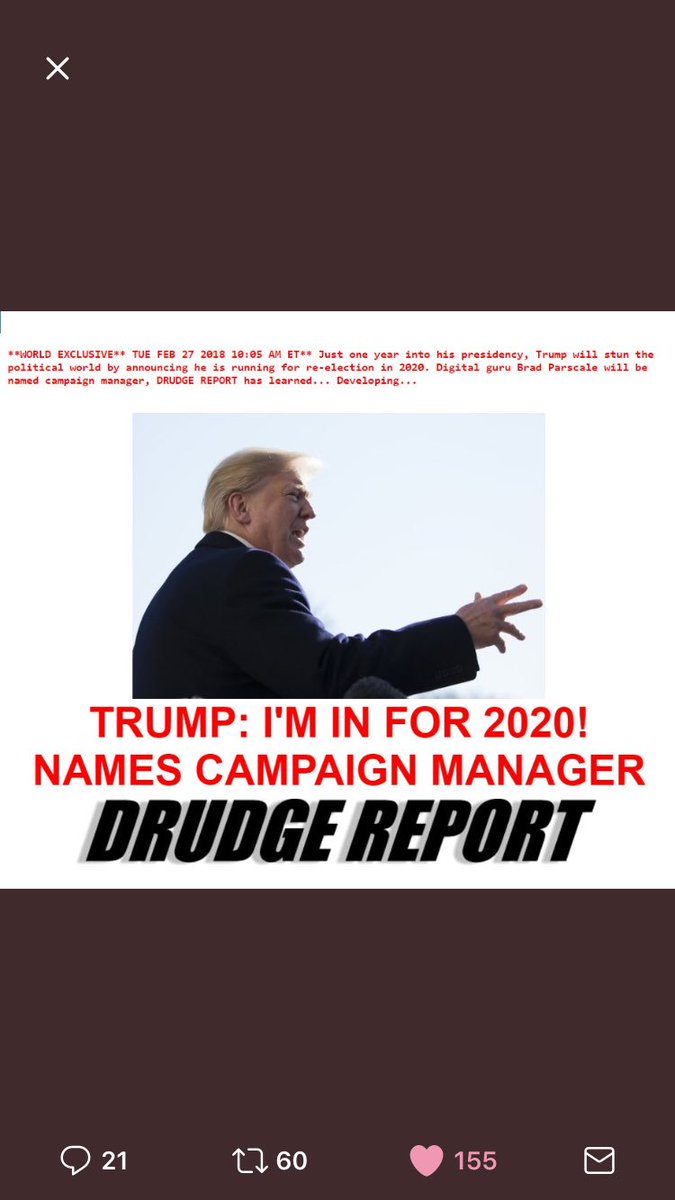 **WORLD EXCLUSIVE** TUE FEB 27 2018 10:05 AM ET** Just one year into his presidency, Trump will stun the
political world by announcing he is running for re-election in 2020. Digital guru Brad Parscale will be
named campaign manager, DRUDGE REPORT has learned... Developing...
TRUMP: I'M IN FOR 2020!
NAMES CAMPAIGN MANAGER
DRUDGE REPORT
21 60 155